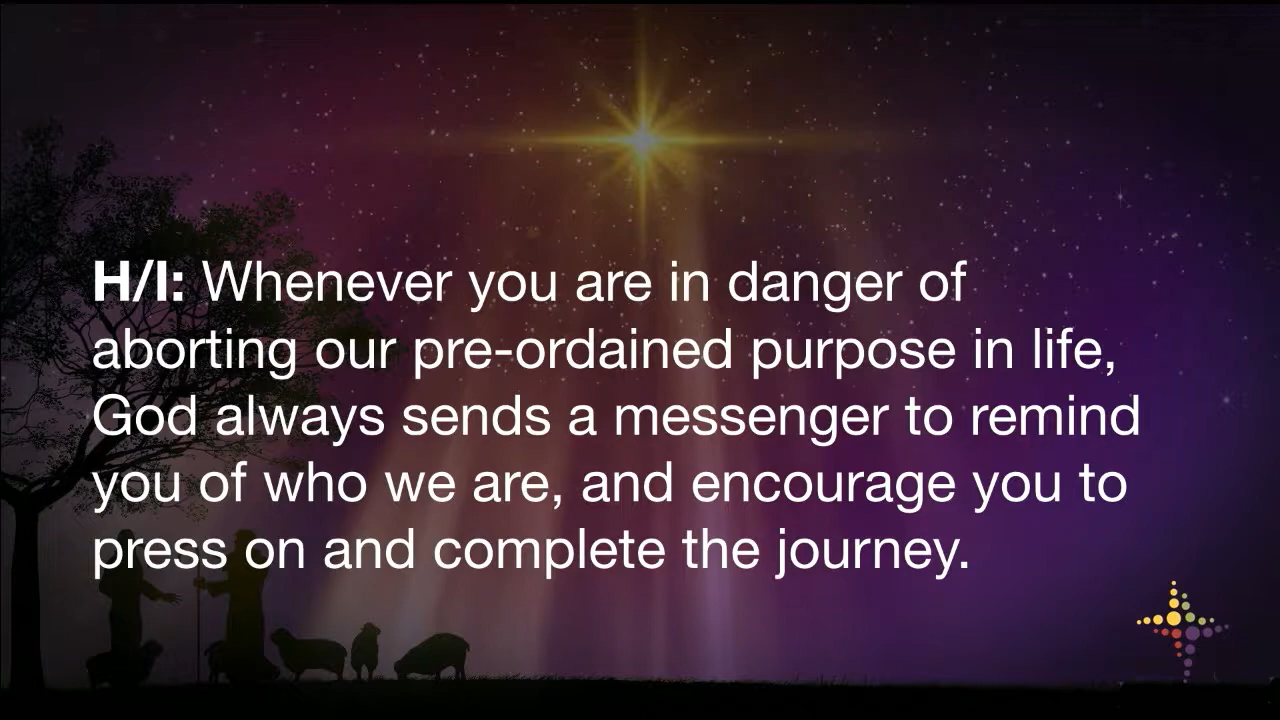 H/I: Whenever you are in danger of
aborting our pre-ordained purpose in life,
God always sends a messenger to remind
you of who we are, and encourage you to
press on and complete the journey.